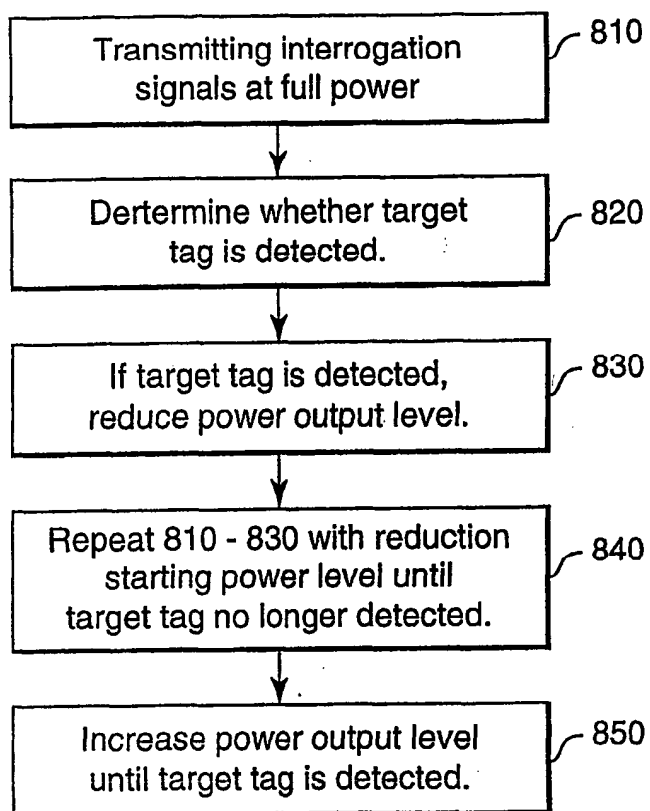 Transmitting interrogation
signals at full power
810
Dertermine whether target
tag is detected.
820
If target tag is detected,
reduce power output level.
830
Repeat 810 - 830 with reduction
starting power level until
target tag no longer detected.
840
Increase power output level
until target tag is detected.
850